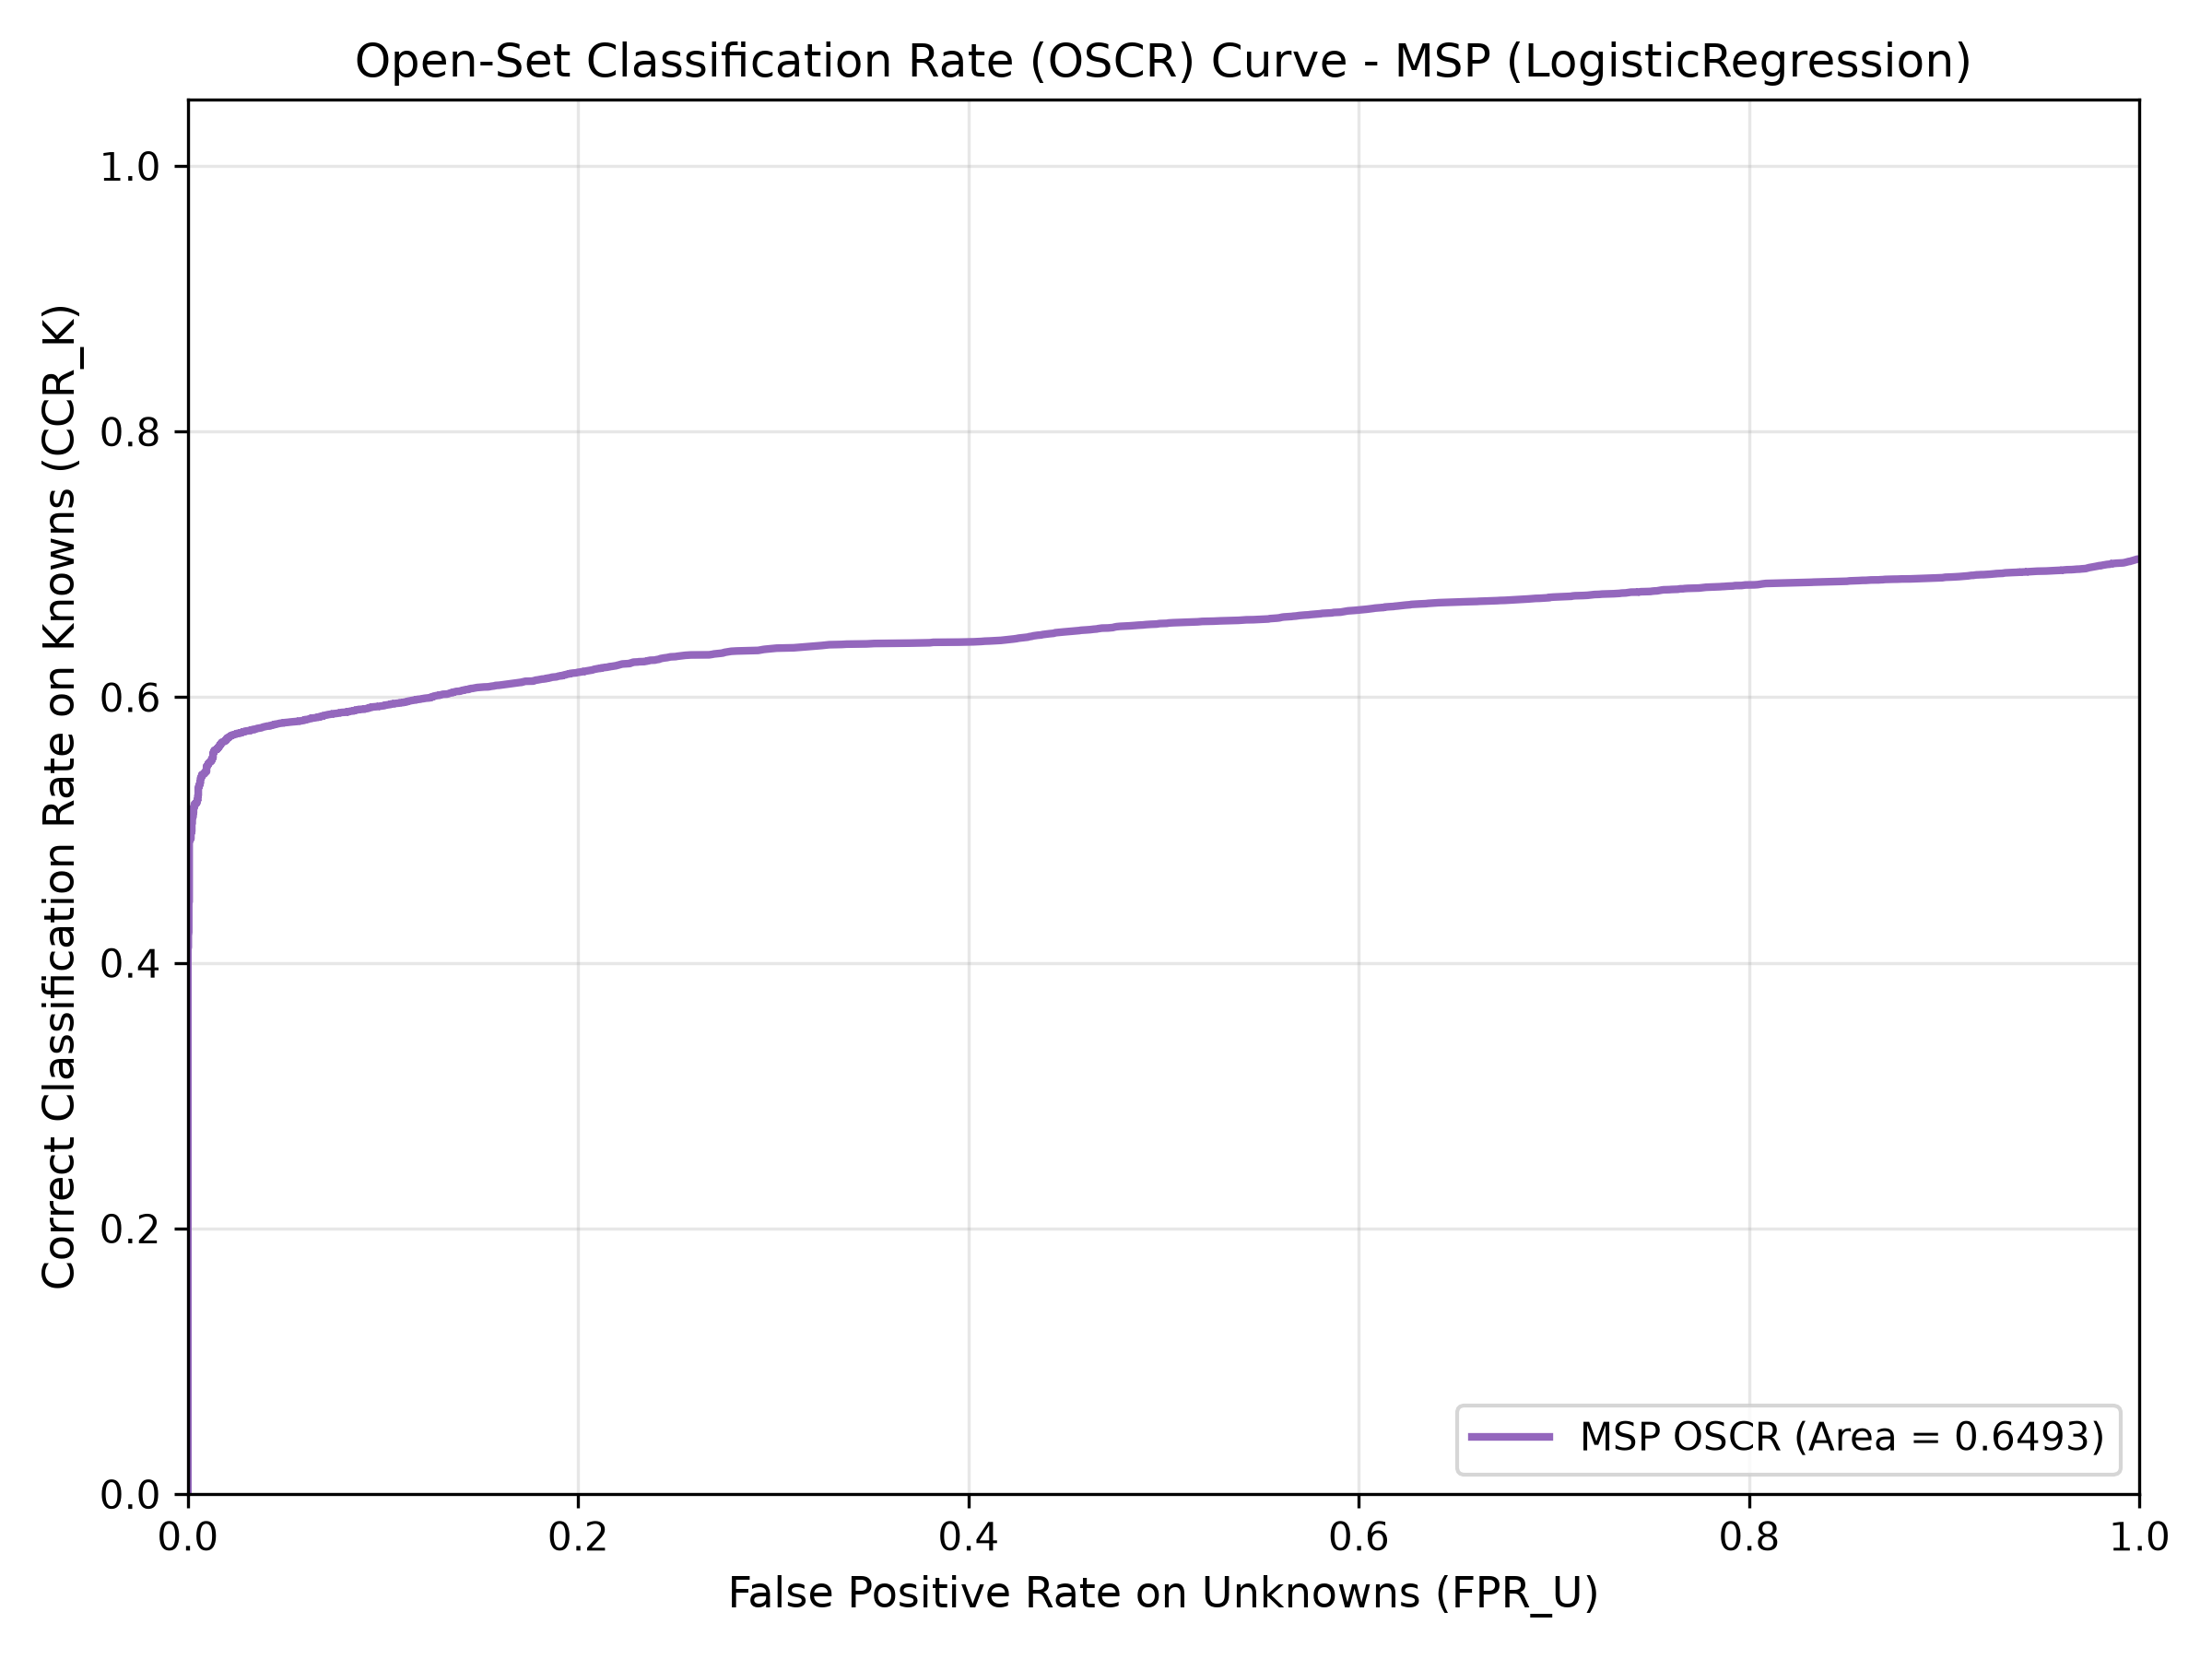 Open-Set Classification Rate (OSCR) Curve - MSP (LogisticRegression)
Correct Classification Rate on Knowns (CCR_K)
1.0
0.8
0.6
0.4
0.2
0.0
MSP OSCR (Area = 0.6493)
0.0 0.2 0.4 0.6 0.8 1.0
False Positive Rate on Unknowns (FPR_U)